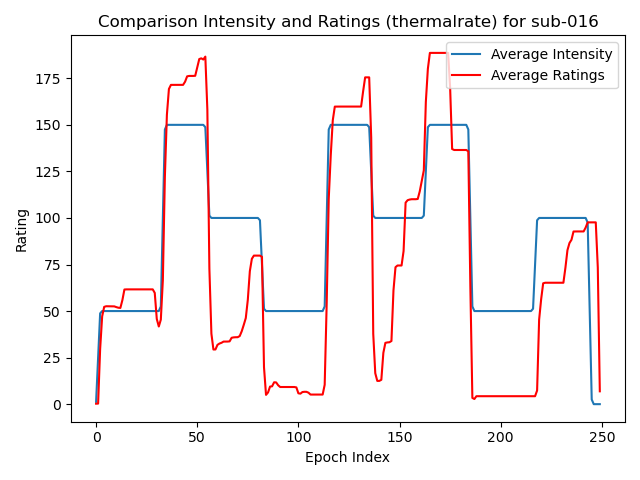 Comparison Intensity and Ratings (thermalrate) for sub-016
Average Intensity
Average Ratings
Rating
175
150
125
100
75
50
25
0
0 50 100 150 200 250
Epoch Index